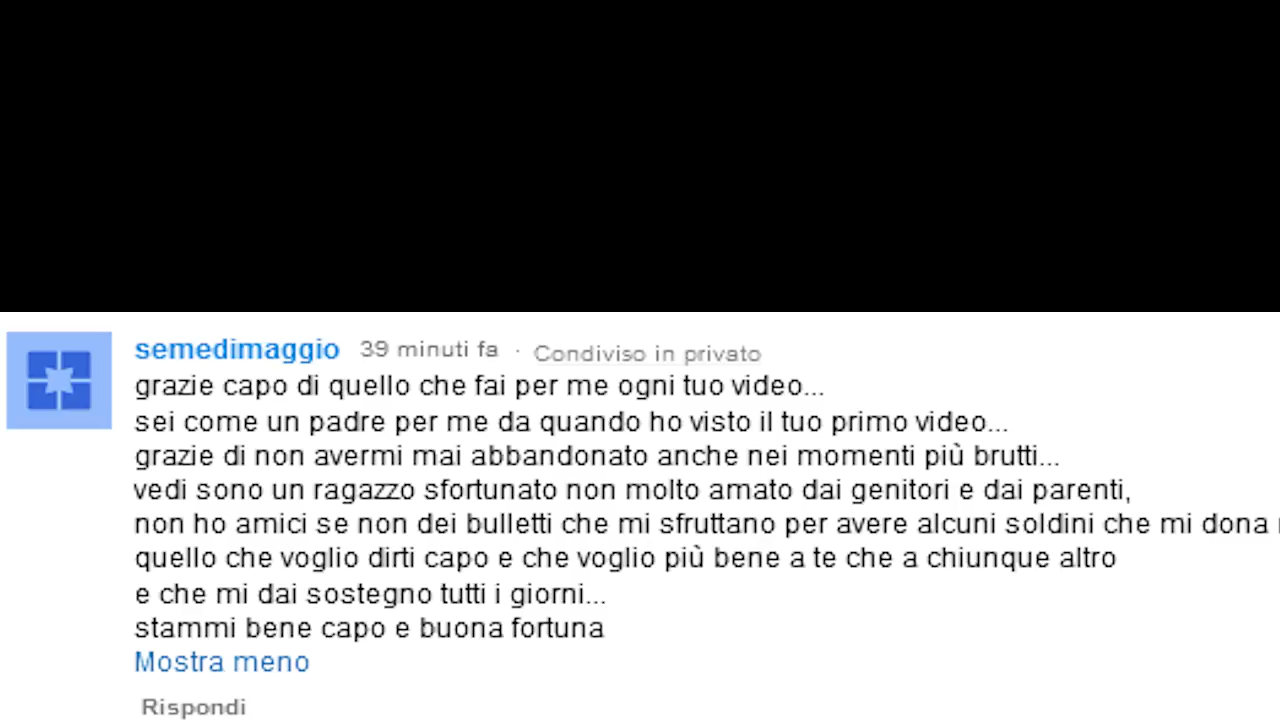 semedimaggio 39 minuti fa · Condiviso in privato
grazie capo di quello che fai per me ogni tuo video...
sei come un padre per me da quando ho visto il tuo primo video...
grazie di non avermi mai abbandonato anche nei momenti più brutti...
vedi sono un ragazzo sfortunato non molto amato dai genitori e dai parenti,
non ho amici se non dei bulletti che mi sfruttano per avere alcuni soldini che mi dona
quello che voglio dirti capo e che voglio più bene a te che a chiunque altro
e che mi dai sostegno tutti i giorni...
stammi bene capo e buona fortuna
Mostra meno
Rispondi